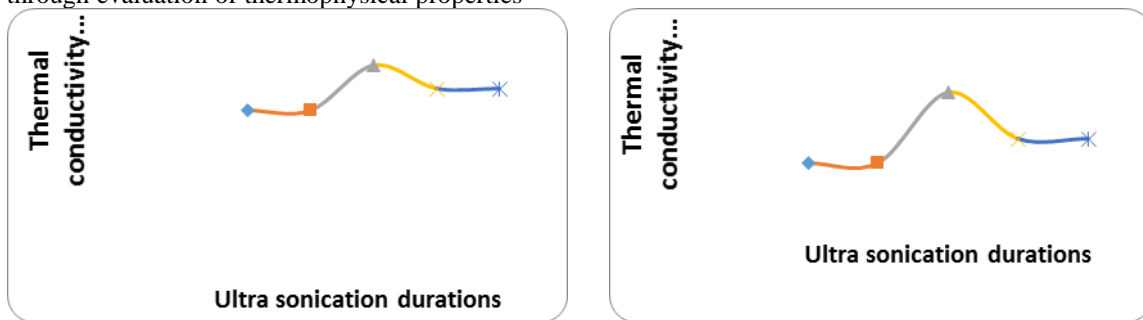 through evaluation of thermophysical properties
Thermal
conductivity...
Ultra sonication durations
Thermal
conductivity...
Ultra sonication durations